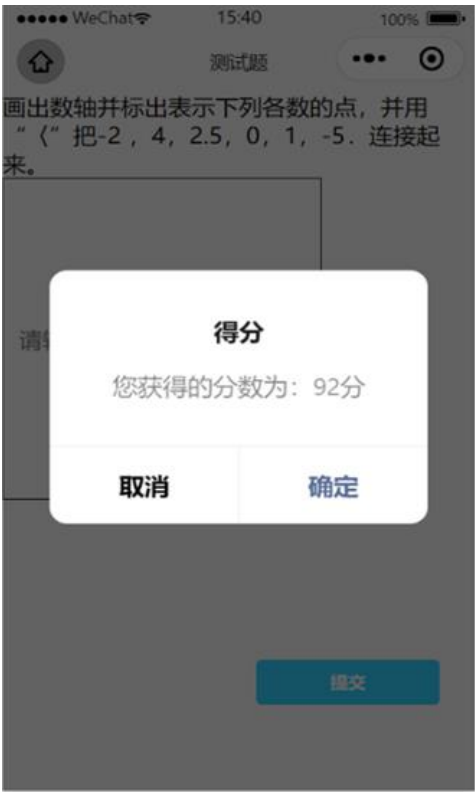 WeChat 15:40 100%
测试题
画出数轴并标出表示下列各数的点，并用
“〈”把-2 ，4，2.5，0，1，-5．连接起
来。
请
得分
您获得的分数为：92分
取消 确定
提交